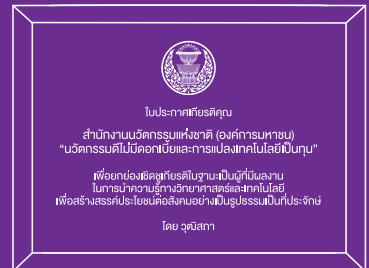 ใบประกาศเกียรติคุณ
สำนักงานนวัตกรรมแห่งชาติ (องค์การมหาชน)
“นวัตกรรมดีไม่มีดอกเบี้ยและการแปลงเทคโนโลยีเป็นทุน”
เพื่อยกย่องเชิดชูเกียรติในฐานะเป็นผู้ที่มีผลงาน
ในการนำความรู้ทางวิทยาศาสตร์และเทคโนโลยี
เพื่อสร้างสรรค์ประโยชน์ต่อสังคมอย่างเป็นรูปธรรมเป็นที่ประจักษ์
โดย วุฒิสภา